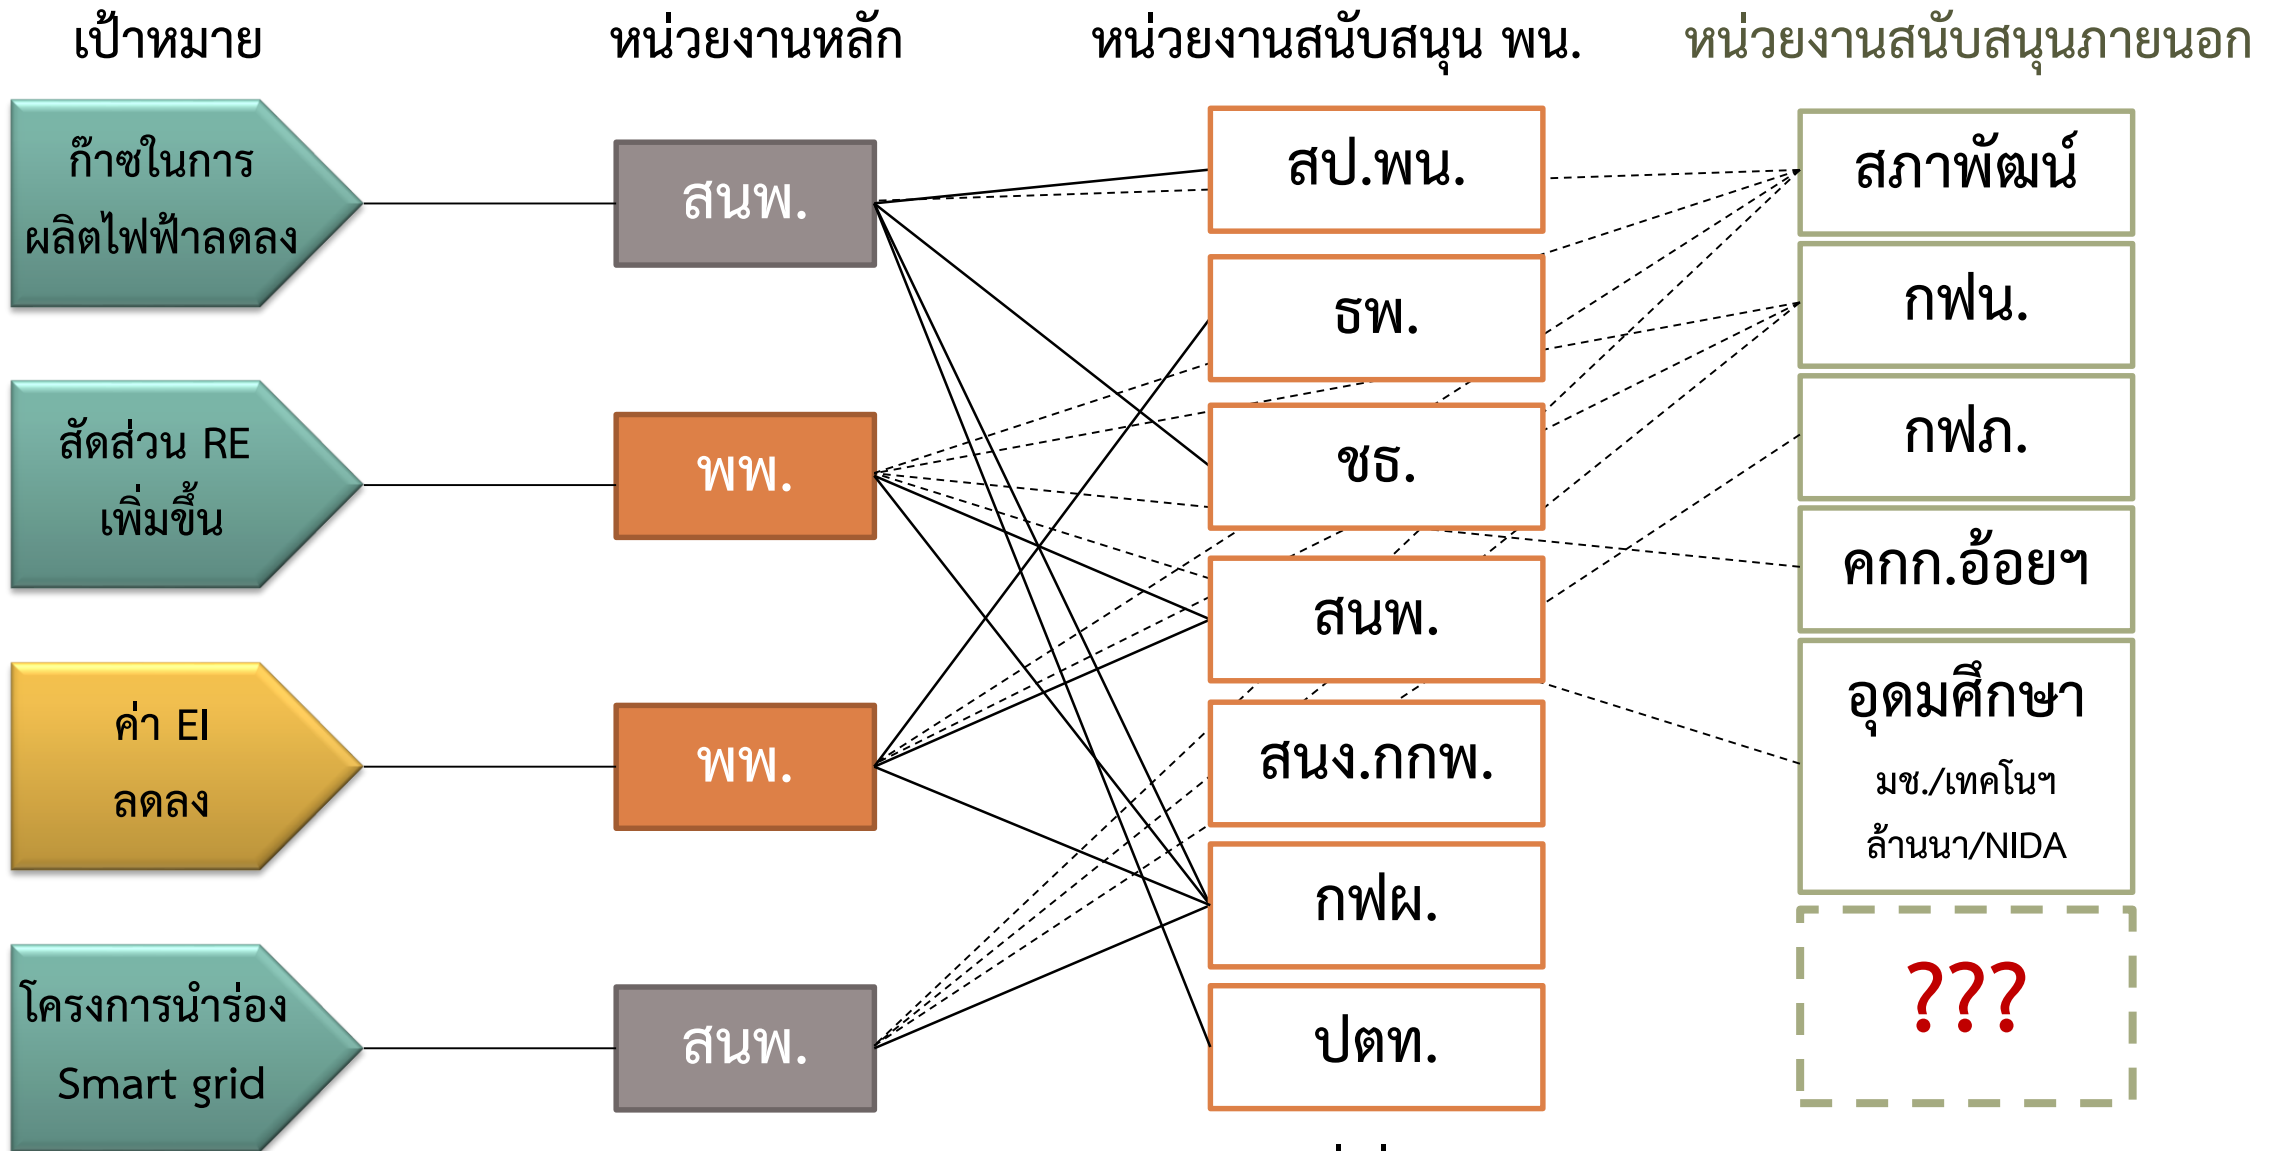 เป้าหมาย
หน่วยงานหลัก
หน่วยงานสนับสนุน พน.
หน่วยงานสนับสนุนภายนอก
ก๊าซในการ
ผลิตไฟฟ้าลดลง
สนพ.
สัดส่วน RE
เพิ่มขึ้น
พพ.
ค่า EI
ลดลง
พพ.
โครงการนำร่อง
Smart grid
สนพ.
สป.พน.
ธพ.
ชธ.
สนพ.
สนง.กกพ.
กฟผ.
ปตท.
สภาพัฒน์
กฟน.
กฟภ.
คกก.อ้อยฯ
อุดมศึกษา
มช./เทคโนฯ
ล้านนา/NIDA
???